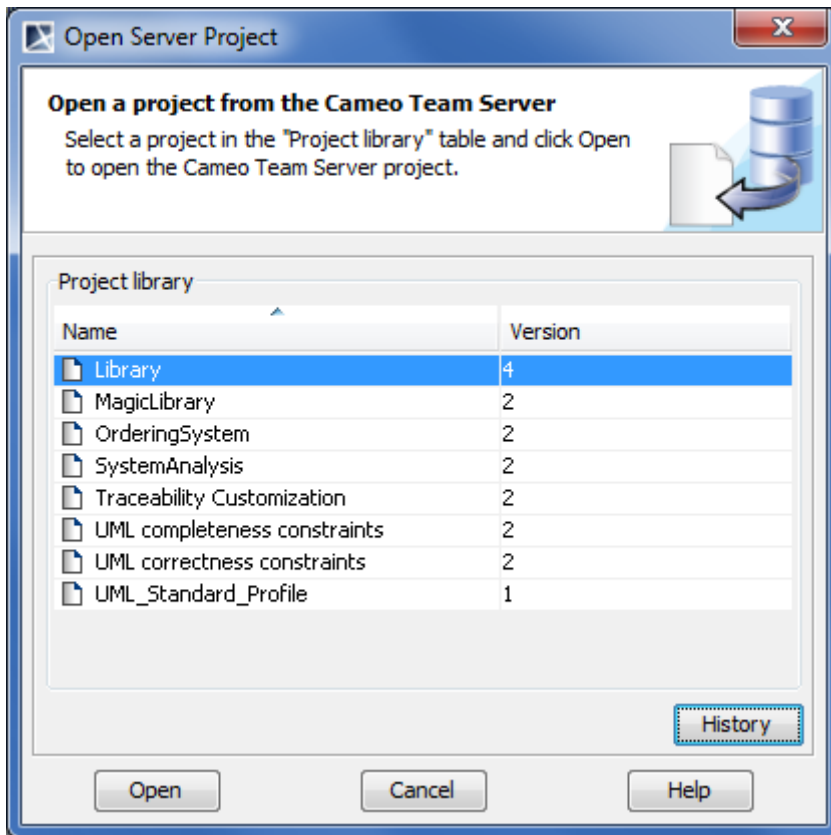 Open Server Project
Open a project from the Cameo Team Server
Select a project in the "Project library" table and click Open
to open the Cameo Team Server project.
Project library
Name Version
Library 4
MagicLibrary 2
OrderingSystem 2
SystemAnalysis 2
Traceability Customization 2
UML completeness constraints 2
UML correctness constraints 2
UML_Standard_Profile 1
History
Open Cancel Help